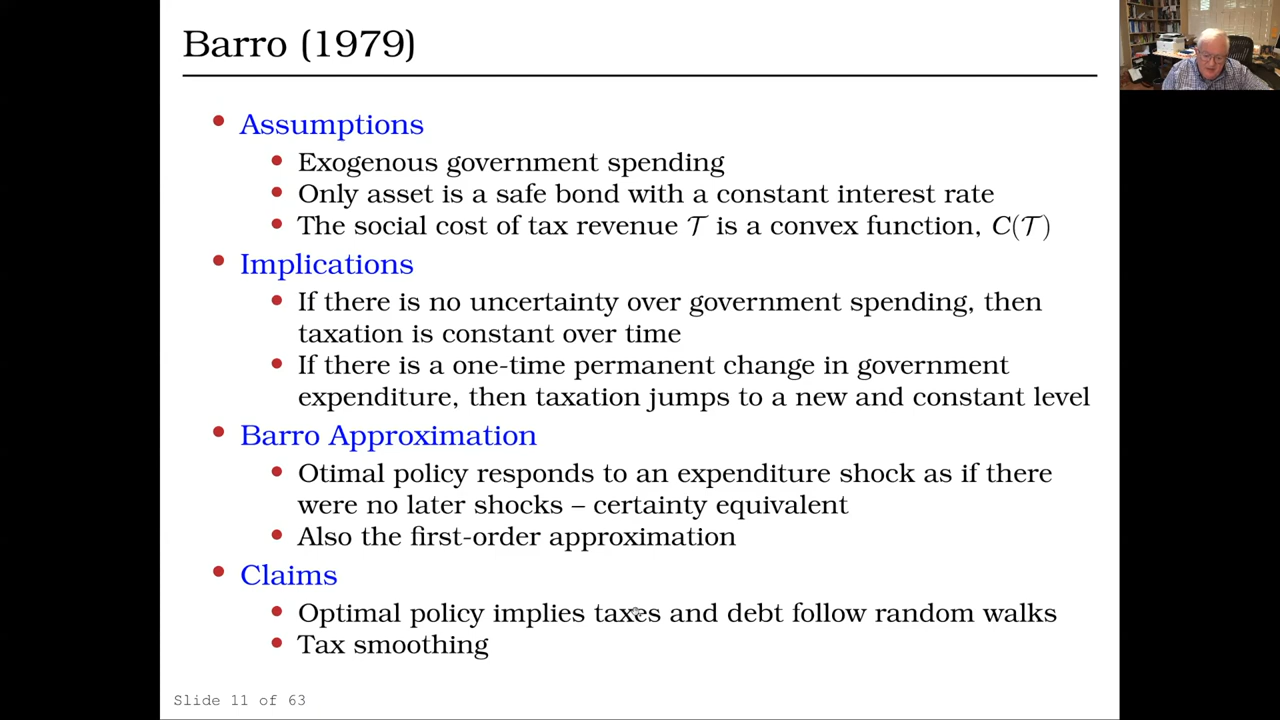 Barro (1979)
• Assumptions
• Exogenous government spending
• Only asset is a safe bond with a constant interest rate
• The social cost of tax revenue 𝒯 is a convex function, C(𝒯)
• Implications
• If there is no uncertainty over government spending, then
taxation is constant over time
• If there is a one-time permanent change in government
expenditure, then taxation jumps to a new and constant level
• Barro Approximation
• Otimal policy responds to an expenditure shock as if there
were no later shocks – certainty equivalent
• Also the first-order approximation
• Claims
• Optimal policy implies taxes and debt follow random walks
• Tax smoothing
Slide 11 of 63